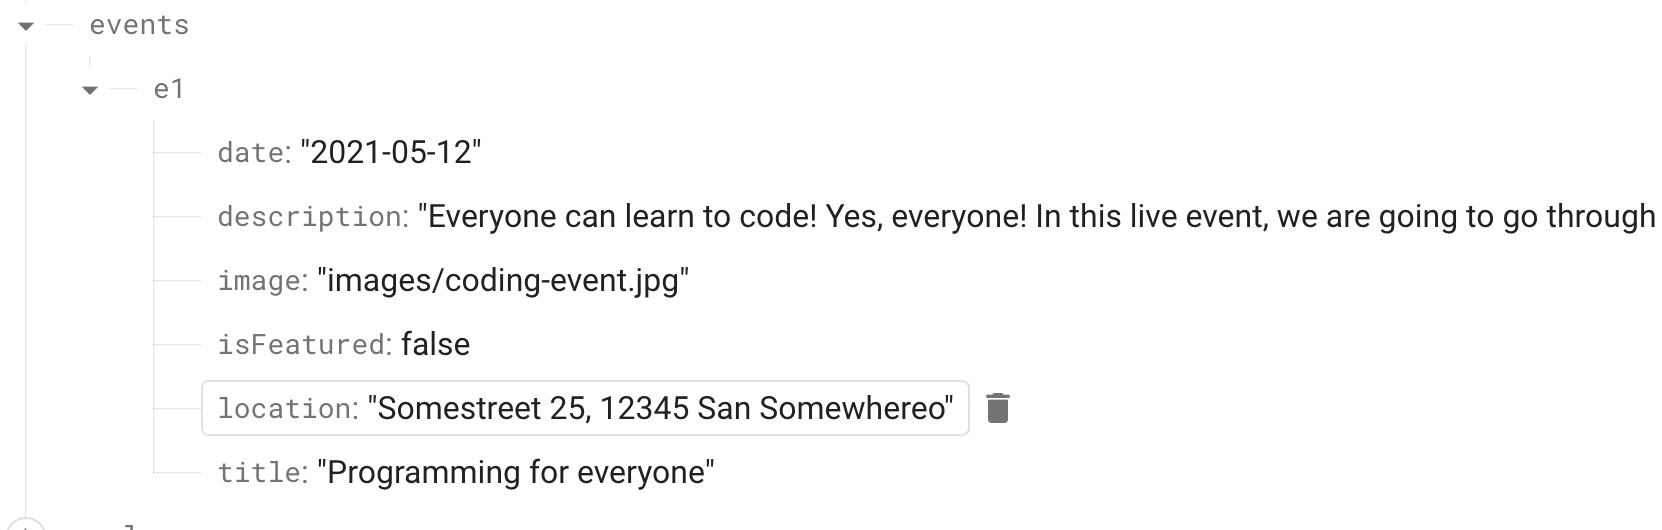 events
e1
date: "2021-05-12"
description: "Everyone can learn to code! Yes, everyone! In this live event, we are going to go through
image: "images/coding-event.jpg"
isFeatured: false
location: "Somestreet 25, 12345 San Somewhereo"
title: "Programming for everyone"